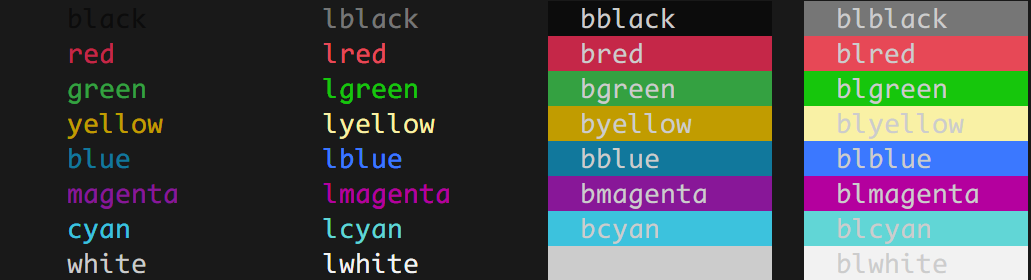 black lblack bblack blblack
red lred bred blred
green lgreen bgreen blgreen
yellow lyellow byellow blyellow
blue lblue bblue blblue
magenta lmagenta bmagenta blmagenta
cyan lcyan bcyan blcyan
white lwhite blwhite